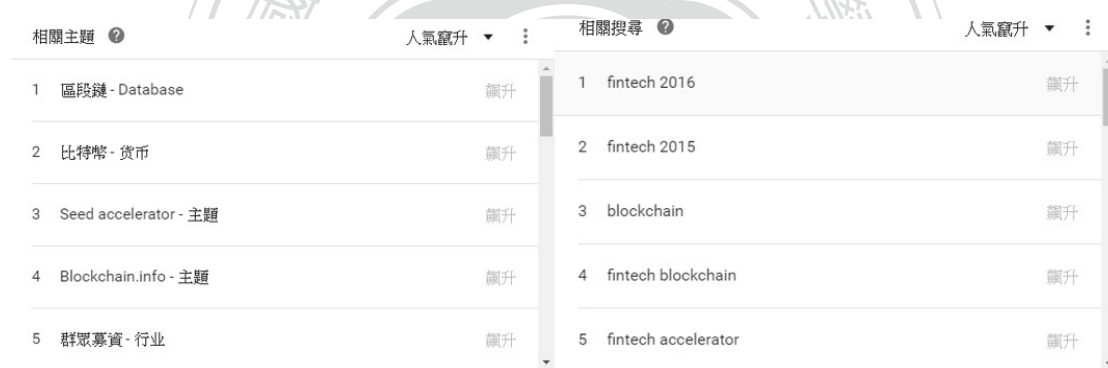 相關主題
人氣竄升
1 區段鏈 - Database 飆升
2 比特幣 - 货币 飆升
3 Seed accelerator - 主題 飆升
4 Blockchain.info - 主題 飆升
5 群眾募資 - 行业 飆升
相關搜尋
人氣竄升
1 fintech 2016 飆升
2 fintech 2015 飆升
3 blockchain 飆升
4 fintech blockchain 飆升
5 fintech accelerator 飆升